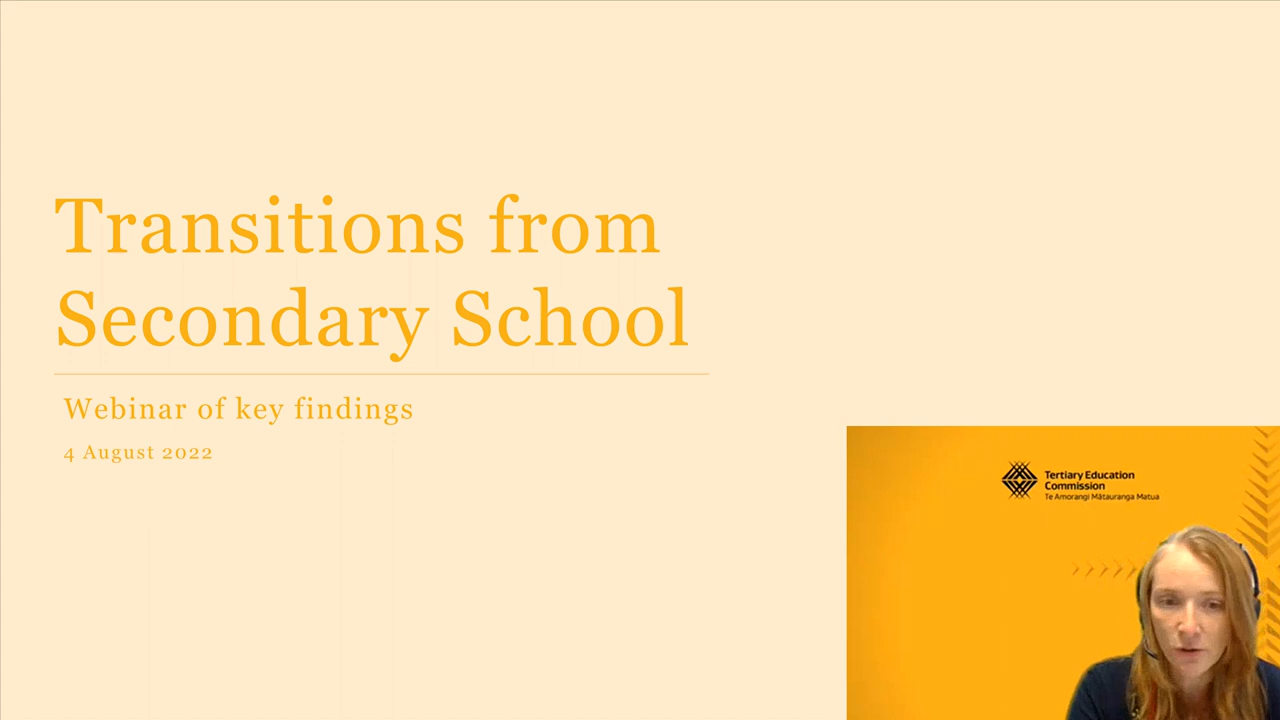 Transitions from
Secondary School
Webinar of key findings
4 August 2022
Tertiary Education
Commission
Te Amorangi Mātauranga Matua